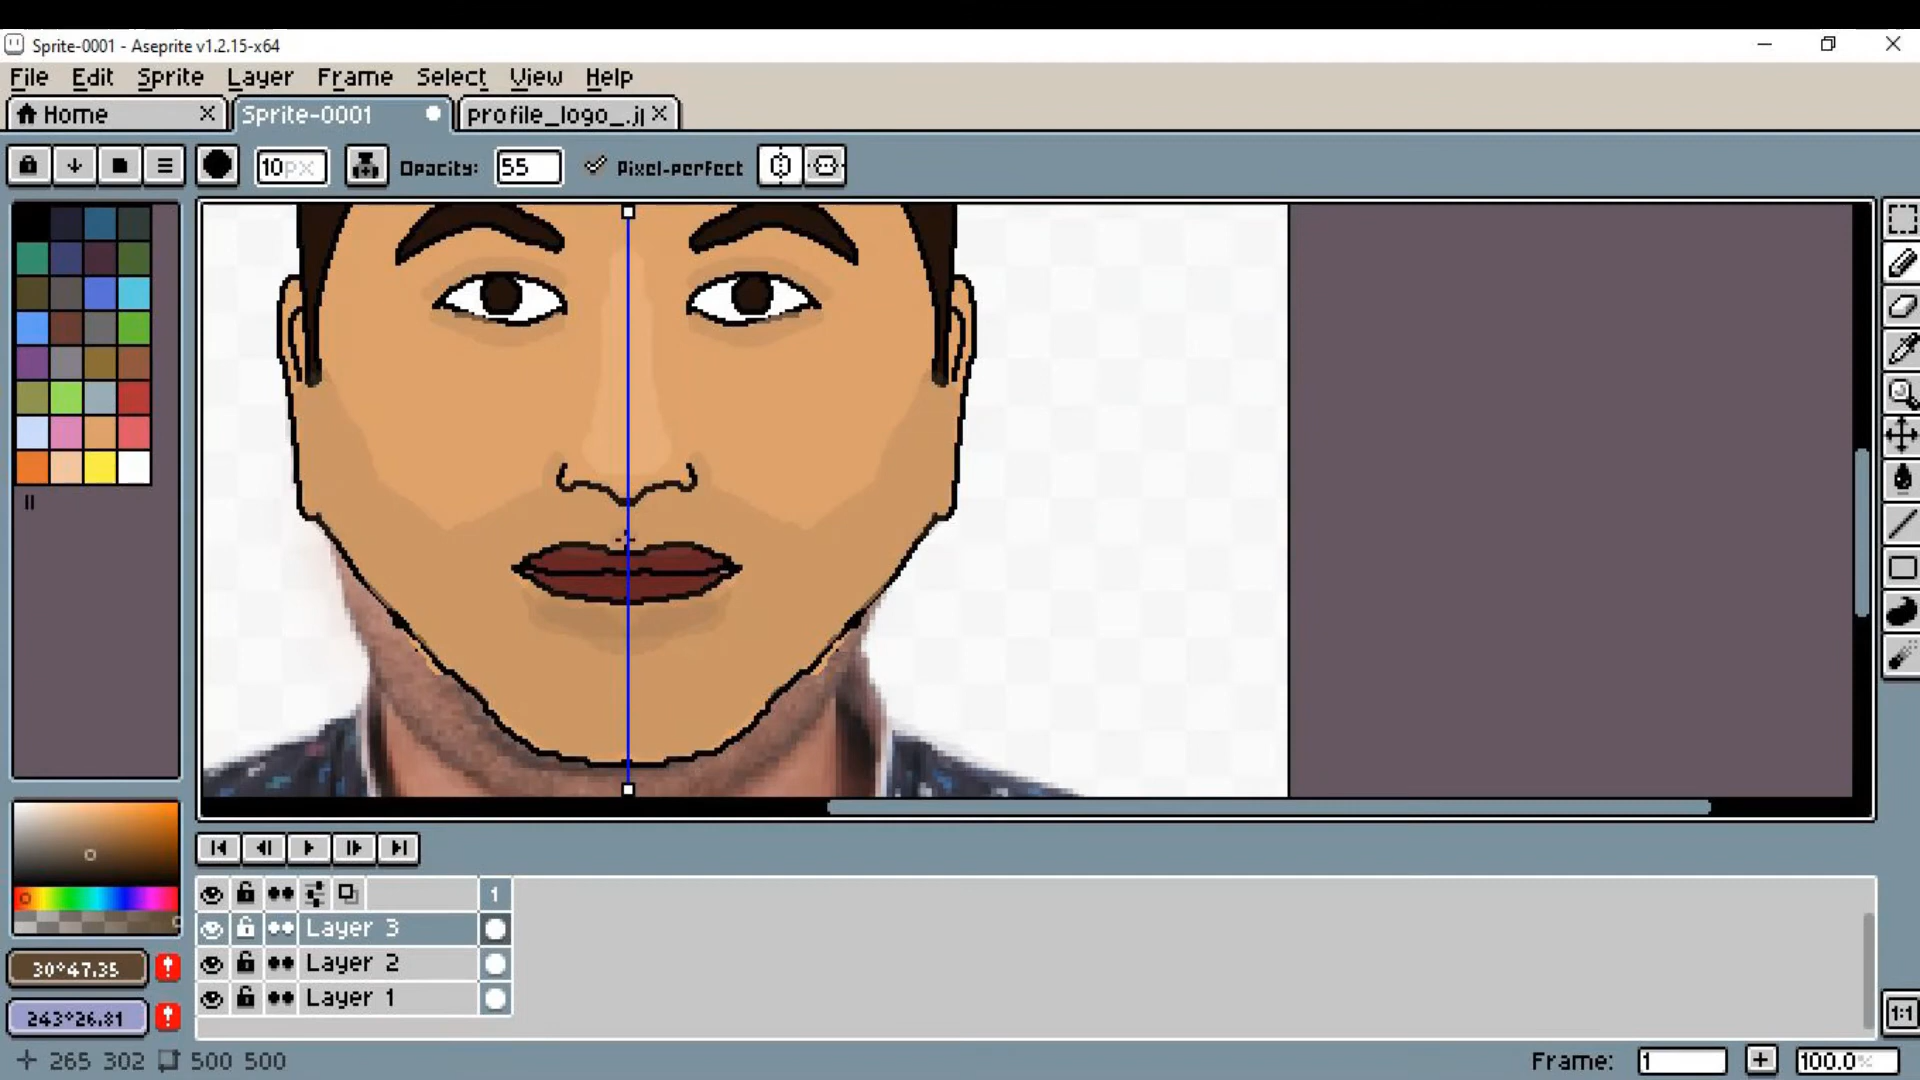 Sprite-0001 - Aseprite v1.2.15-x64
File Edit Sprite Layer Frame Select View Help
Home Sprite-0001 profile_logo_.j
10px Opacity: 55 Pixel-perfect
1
Layer 3
Layer 2
Layer 1
30°47.35 !
243°26.81 !
1:1
265 302 500 500 Frame: 1 + 100.0%